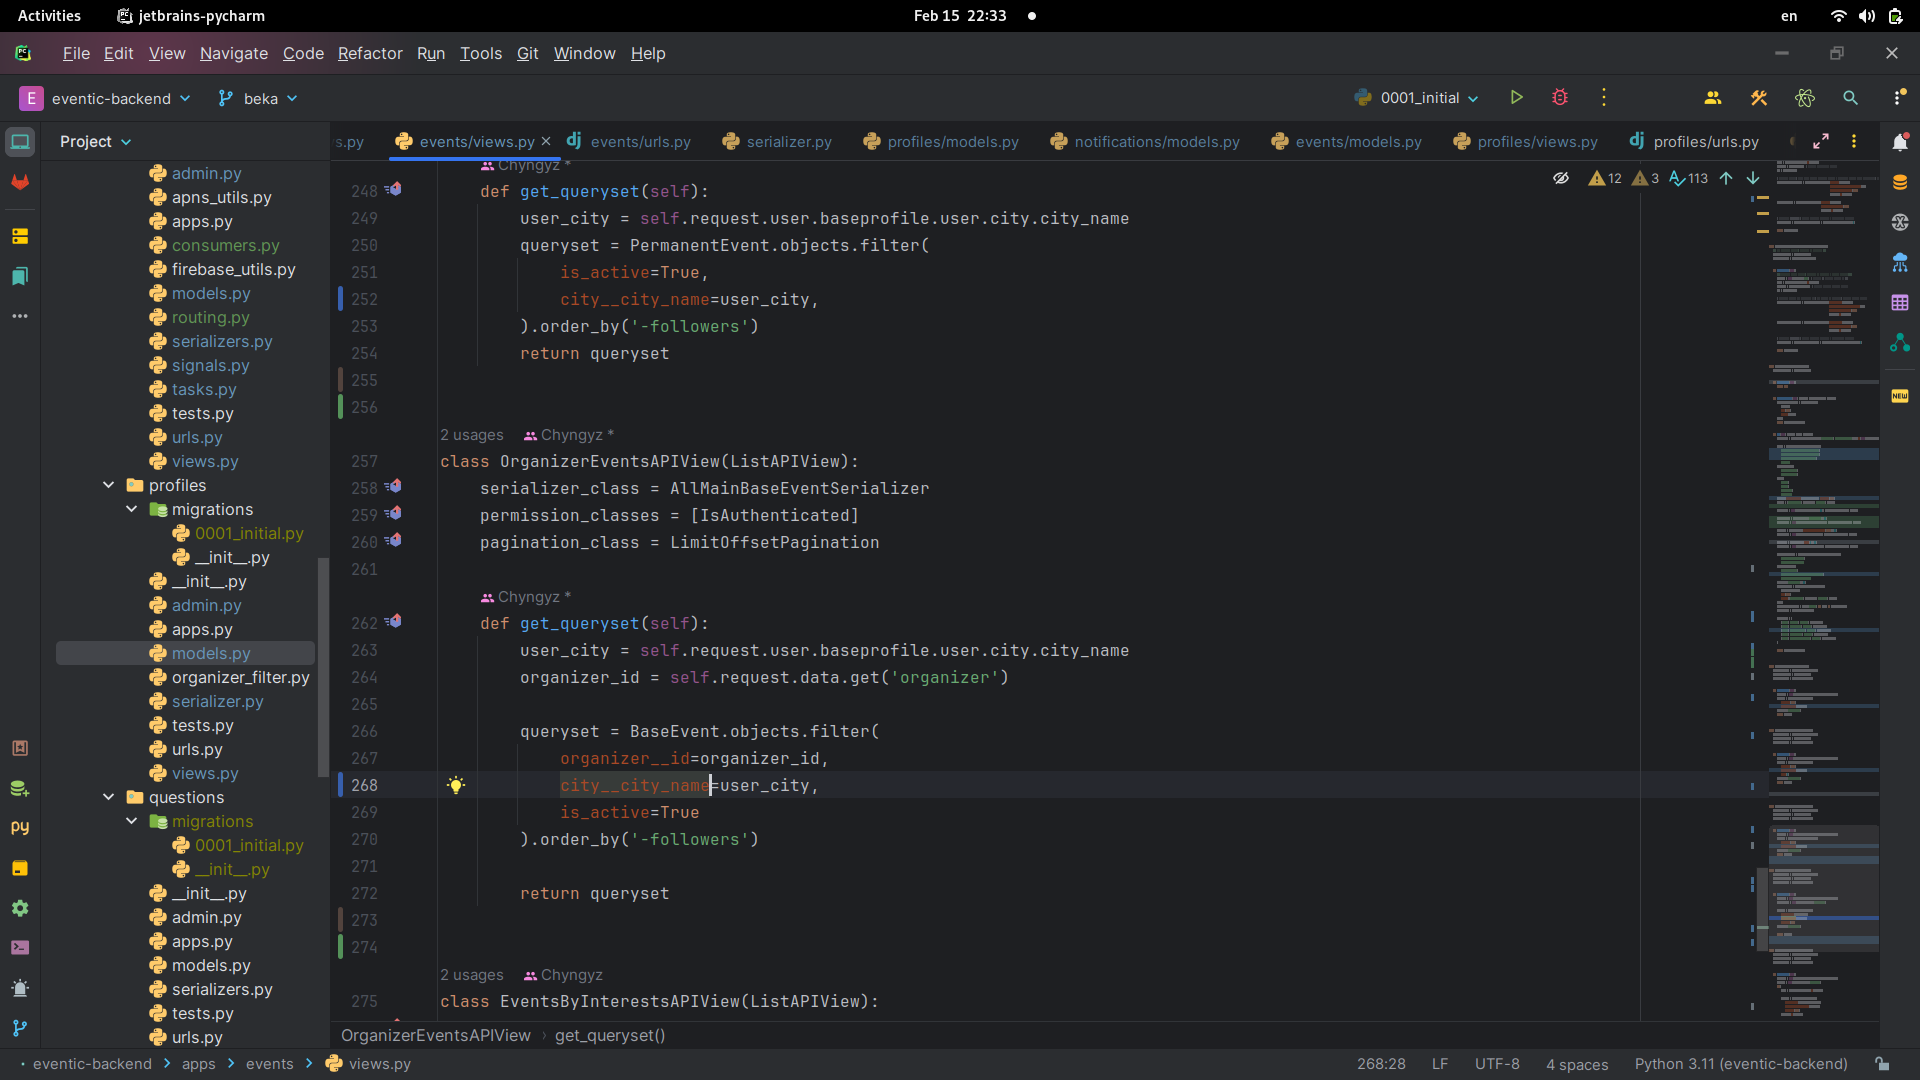 Activities
jetbrains-pycharm
Feb 15 22:33
en
File Edit View Navigate Code Refactor Run Tools Git Window Help
E eventic-backend
beka
0001_initial
Project
s.py
events/views.py
events/urls.py
serializer.py
profiles/models.py
notifications/models.py
events/models.py
profiles/views.py
profiles/urls.py
admin.py
apns_utils.py
apps.py
consumers.py
firebase_utils.py
models.py
routing.py
serializers.py
signals.py
tasks.py
tests.py
urls.py
views.py
profiles
migrations
0001_initial.py
__init__.py
__init__.py
admin.py
apps.py
models.py
organizer_filter.py
serializer.py
tests.py
urls.py
views.py
questions
migrations
0001_initial.py
__init__.py
__init__.py
admin.py
apps.py
models.py
serializers.py
tests.py
urls.py
12 3 113
Chyngyz *
248 def get_queryset(self):
249 user_city = self.request.user.baseprofile.user.city.city_name
250 queryset = PermanentEvent.objects.filter(
251 is_active=True,
252 city__city_name=user_city,
253 ).order_by('-followers')
254 return queryset
255
256
2 usages Chyngyz *
257 class OrganizerEventsAPIView(ListAPIView):
258 serializer_class = AllMainBaseEventSerializer
259 permission_classes = [IsAuthenticated]
260 pagination_class = LimitOffsetPagination
261
Chyngyz *
262 def get_queryset(self):
263 user_city = self.request.user.baseprofile.user.city.city_name
264 organizer_id = self.request.data.get('organizer')
265
266 queryset = BaseEvent.objects.filter(
267 organizer__id=organizer_id,
268 city__city_name=user_city,
269 is_active=True
270 ).order_by('-followers')
271
272 return queryset
273
274
2 usages Chyngyz
275 class EventsByInterestsAPIView(ListAPIView):
OrganizerEventsAPIView › get_queryset()
eventic-backend › apps › events › views.py
268:28 LF UTF-8 4 spaces Python 3.11 (eventic-backend)
NEW